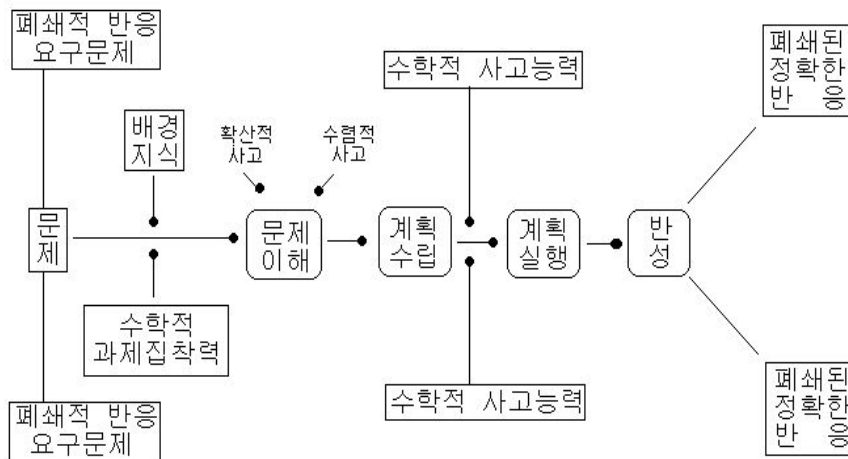 폐쇄적 반응
요구문제
수학적 사고능력
폐쇄된
정확한
반 응
배경
지식
확산적
사고
수렴적
사고
문
제
문제
이해
계획
수립
계획
실행
반
성
수학적
과제집착력
폐쇄적 반응
요구문제
수학적 사고능력
폐쇄된
정확한
반 응